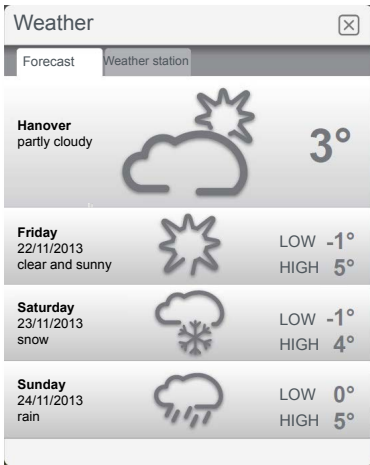 Weather
Forecast Weather station
Hanover
partly cloudy
3°
Friday
22/11/2013
clear and sunny
LOW -1°
HIGH 5°
Saturday
23/11/2013
snow
LOW -1°
HIGH 4°
Sunday
24/11/2013
rain
LOW 0°
HIGH 5°